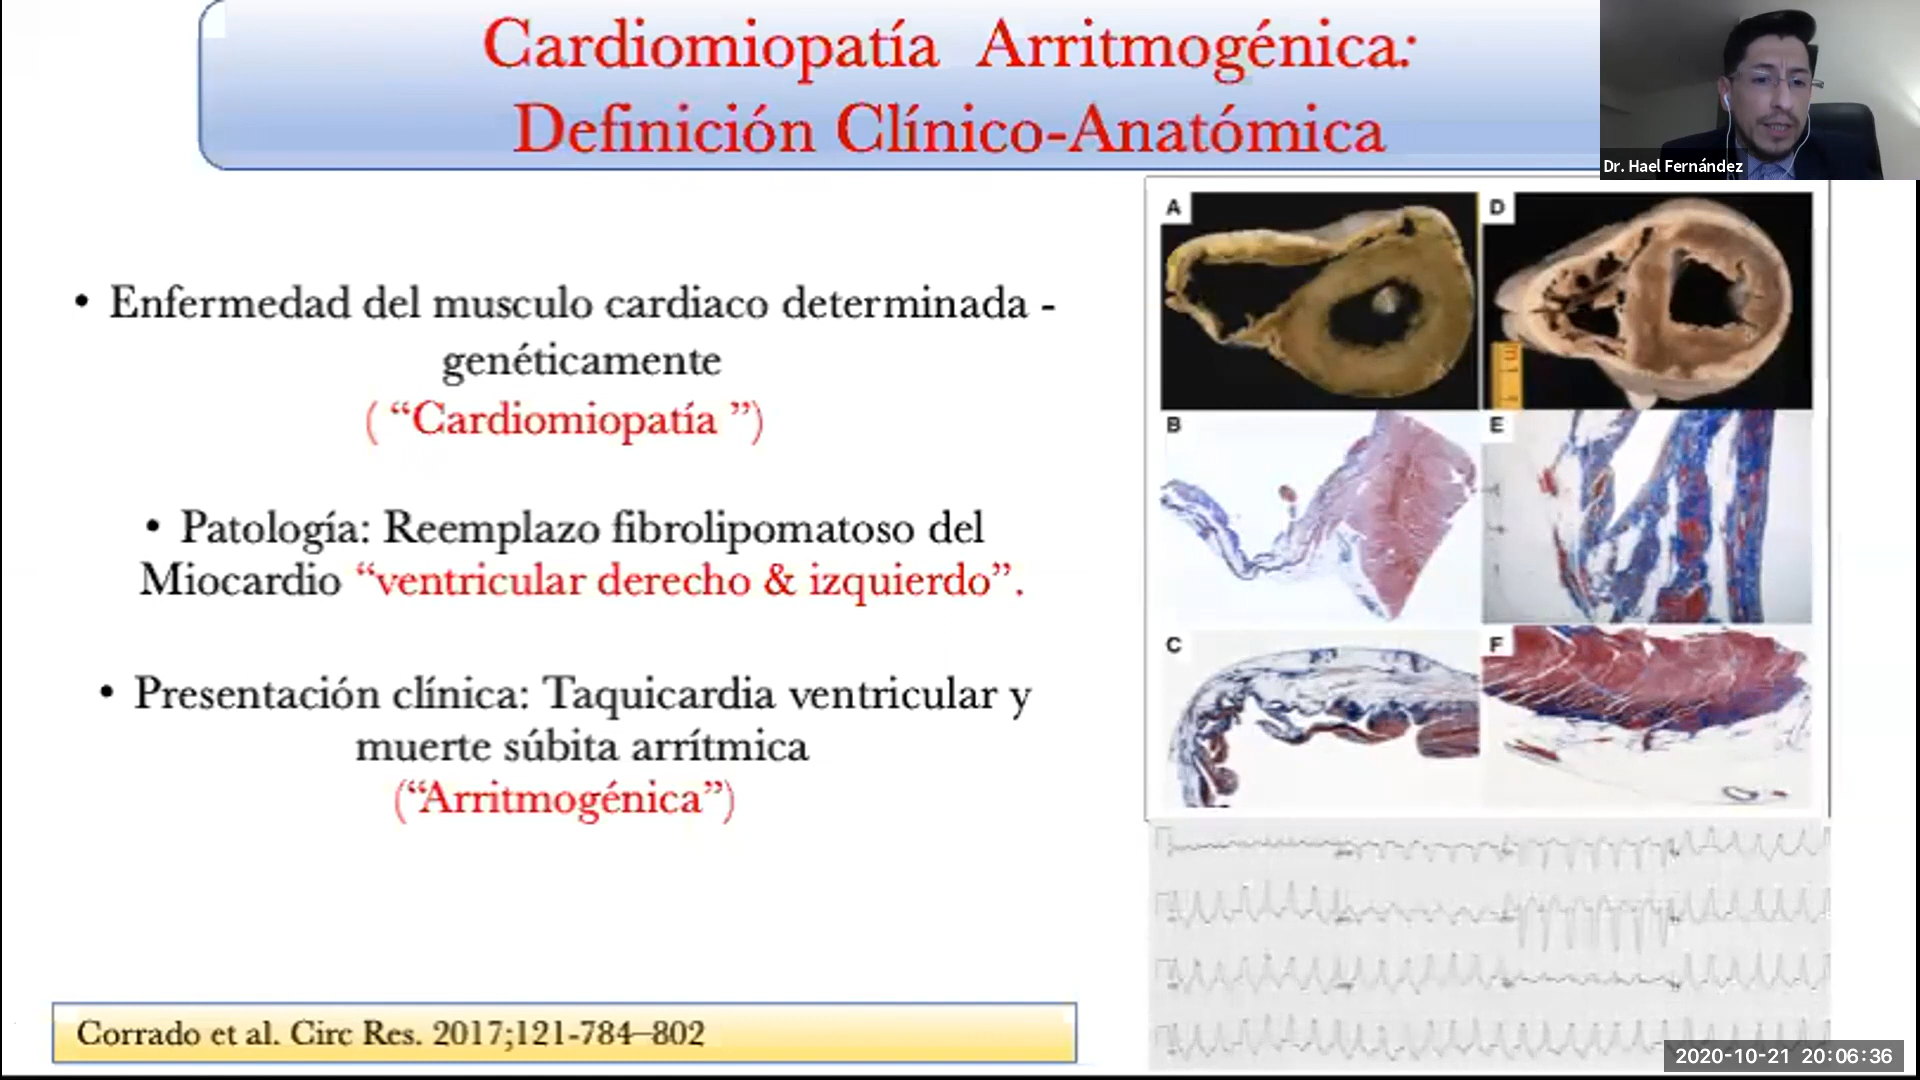 Cardiomiopatía Arritmogénica:
Definición Clínico-Anatómica
Dr. Hael Fernández
• Enfermedad del musculo cardiaco determinada -
genéticamente
( “Cardiomiopatía ”)
• Patología: Reemplazo fibrolipomatoso del
Miocardio “ventricular derecho & izquierdo”.
• Presentación clínica: Taquicardia ventricular y
muerte súbita arrítmica
(“Arritmogénica”)
A
D
B
E
C
F
Corrado et al. Circ Res. 2017;121-784–802
2020-10-21 20:06:36